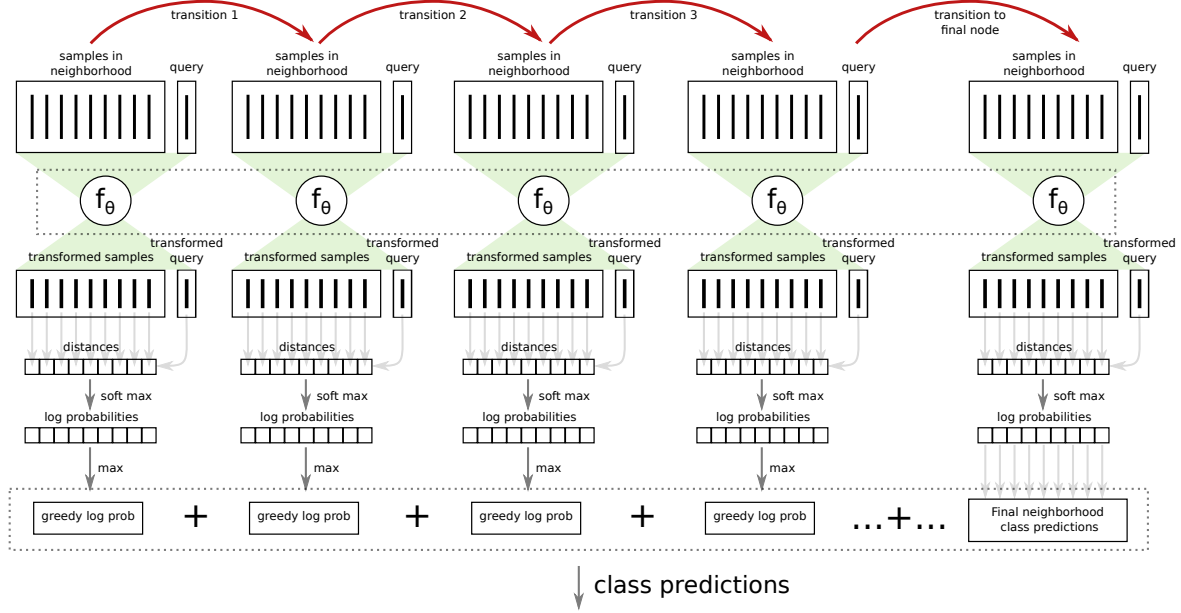 transition 1
transition 2
transition 3
transition to
final node
samples in
neighborhood
query
samples in
neighborhood
query
samples in
neighborhood
query
samples in
neighborhood
query
samples in
neighborhood
query
fθ
fθ
fθ
fθ
fθ
transformed samples
transformed
query
transformed samples
transformed
query
transformed samples
transformed
query
transformed samples
transformed
query
transformed samples
transformed
query
distances
distances
distances
distances
distances
soft max
soft max
soft max
soft max
soft max
log probabilities
log probabilities
log probabilities
log probabilities
log probabilities
max
max
max
max
greedy log prob + greedy log prob + greedy log prob + greedy log prob ...+... Final neighborhood
class predictions
class predictions